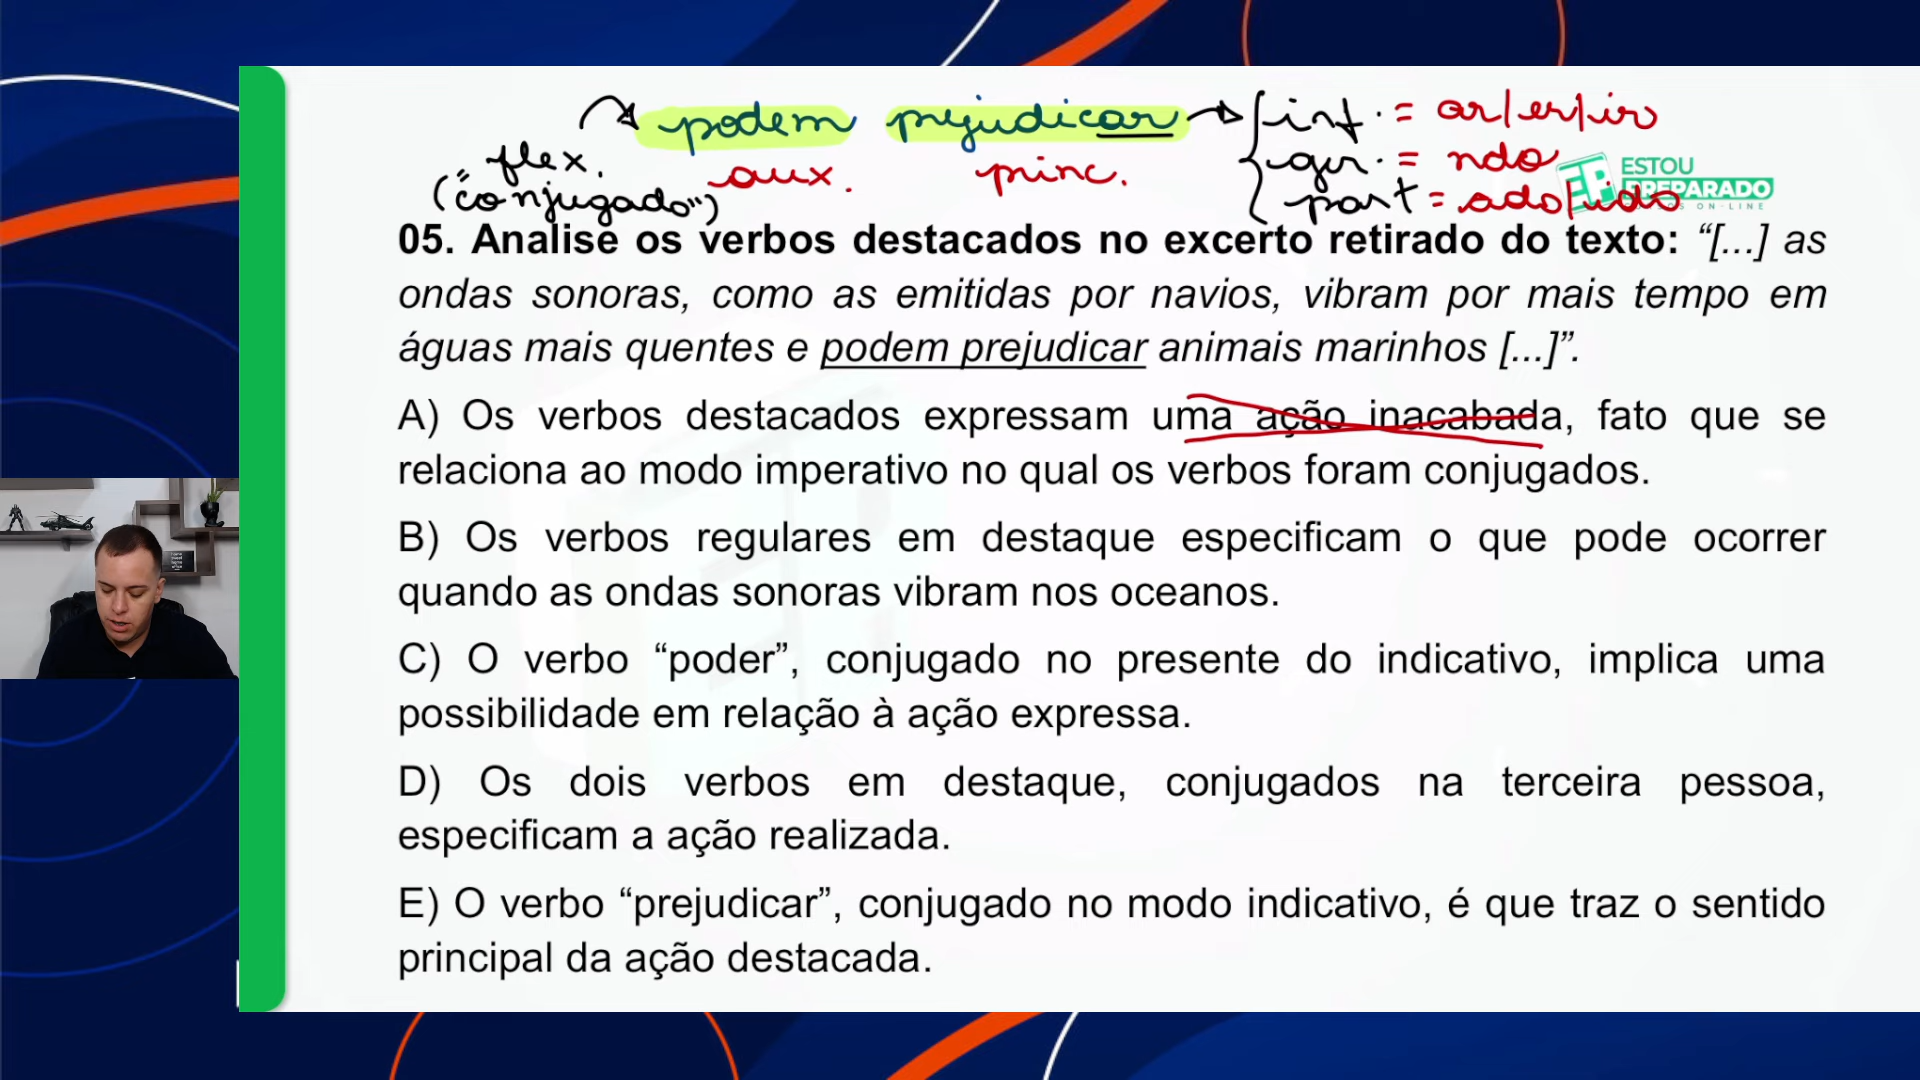 podem prejudicar { inf. = ar/er/ir
flex. aux. princ. ger. = ndo
("conjugado") part = ado/ido
ESTOU
PREPARADO
05. Analise os verbos destacados no excerto retirado do texto: “[...] as
ondas sonoras, como as emitidas por navios, vibram por mais tempo em
águas mais quentes e podem prejudicar animais marinhos [...]”.
A) Os verbos destacados expressam uma ação inacabada, fato que se
relaciona ao modo imperativo no qual os verbos foram conjugados.
B) Os verbos regulares em destaque especificam o que pode ocorrer
quando as ondas sonoras vibram nos oceanos.
C) O verbo “poder”, conjugado no presente do indicativo, implica uma
possibilidade em relação à ação expressa.
D) Os dois verbos em destaque, conjugados na terceira pessoa,
especificam a ação realizada.
E) O verbo “prejudicar”, conjugado no modo indicativo, é que traz o sentido
principal da ação destacada.